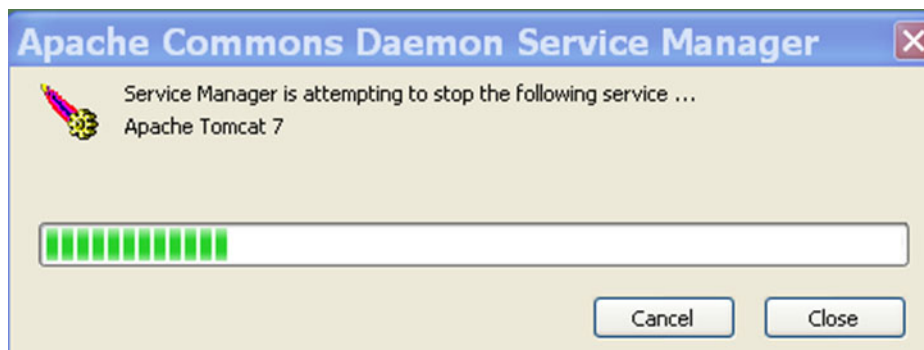 Apache Commons Daemon Service Manager
Service Manager is attempting to stop the following service ...
Apache Tomcat 7
Cancel
Close